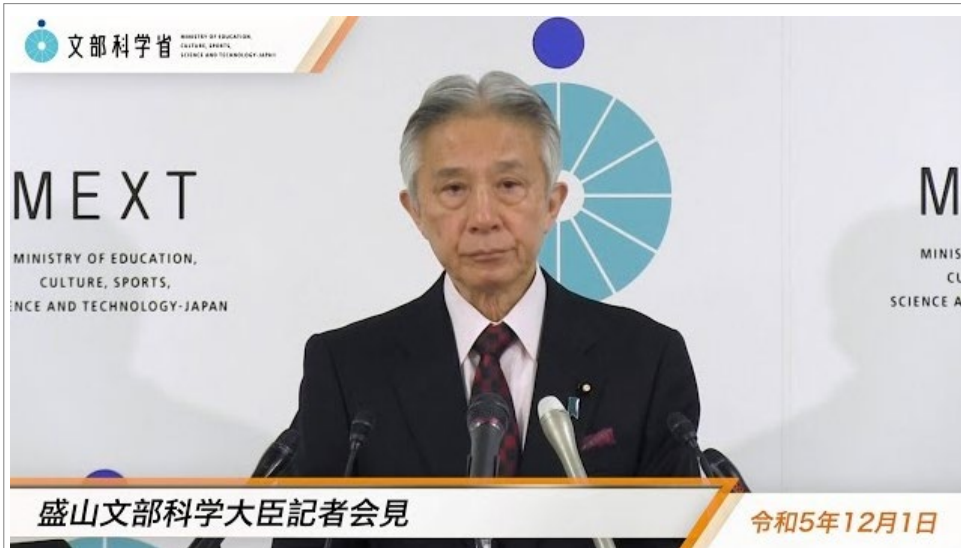 文部科学省
MINISTRY OF EDUCATION,
CULTURE, SPORTS,
SCIENCE AND TECHNOLOGY-JAPAN
MEXT
MINISTRY OF EDUCATION,
CULTURE, SPORTS,
ENCE AND TECHNOLOGY-JAPAN
M
MINIS
CU
SCIENCE A
盛山文部科学大臣記者会見
令和5年12月1日